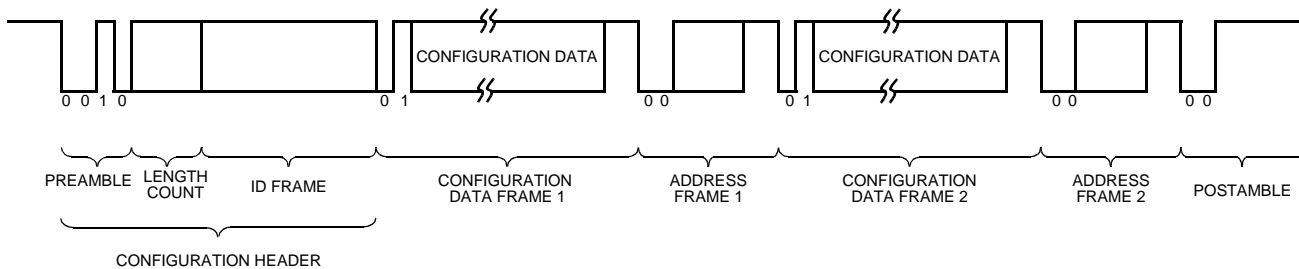 CONFIGURATION DATA
CONFIGURATION DATA
0 0 1 0
0 1
0 0
0 1
0 0
0 0
PREAMBLE
LENGTH
COUNT
ID FRAME
CONFIGURATION
DATA FRAME 1
ADDRESS
FRAME 1
CONFIGURATION
DATA FRAME 2
ADDRESS
FRAME 2
POSTAMBLE
CONFIGURATION HEADER